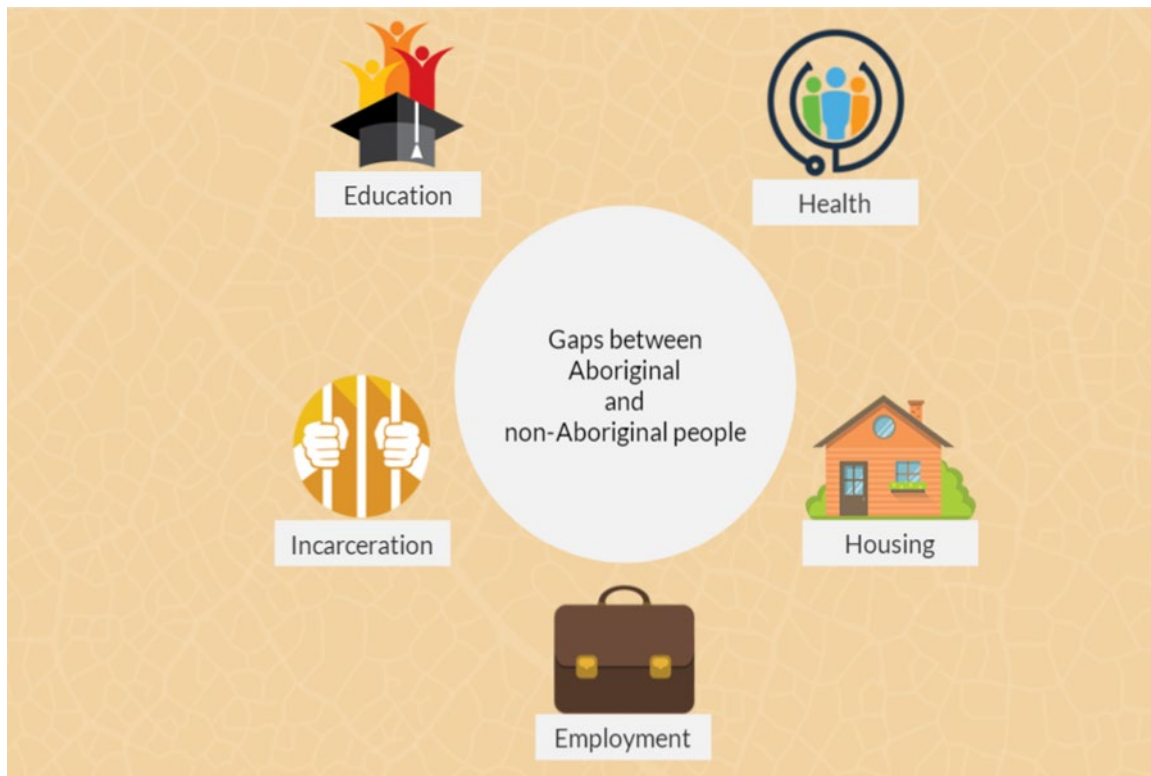 Education
Health
Gaps between
Aboriginal
and
non-Aboriginal people
Incarceration
Housing
Employment